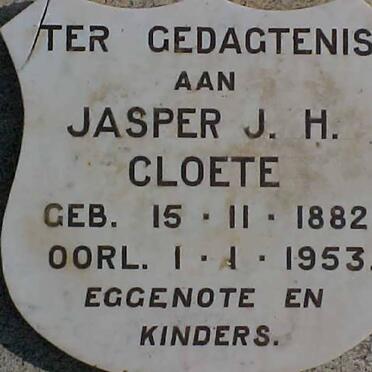 TER GEDAGTENIS
AAN
JASPER J. H.
CLOETE
GEB. 15 · 11 · 1882
OORL. 1 · 1 · 1953.
EGGENOTE EN
KINDERS.